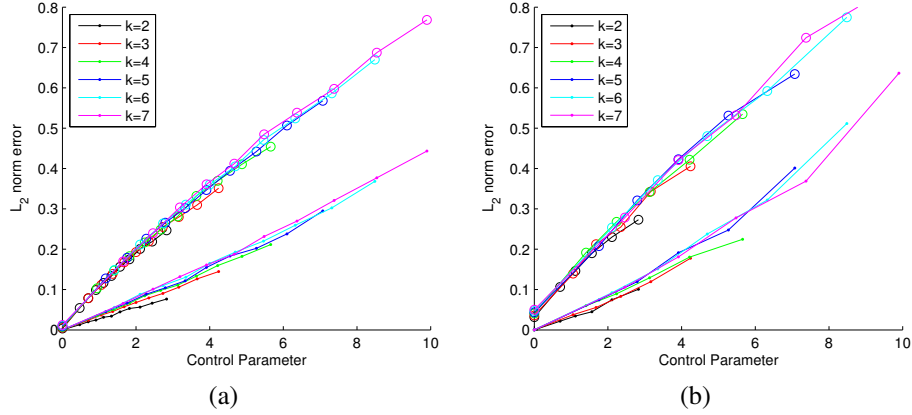 0.8
0.7
0.6
0.5
0.4
0.3
0.2
0.1
0
L2 norm error
k=2
k=3
k=4
k=5
k=6
k=7
0 2 4 6 8 10
Control Parameter
(a)
0.8
0.7
0.6
0.5
0.4
0.3
0.2
0.1
0
L2 norm error
k=2
k=3
k=4
k=5
k=6
k=7
0 2 4 6 8 10
Control Parameter
(b)